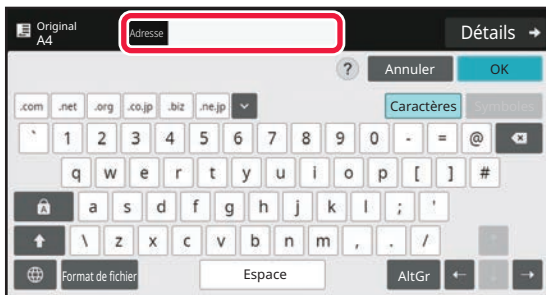 Original
A4
Adresse
Détails
?
Annuler
OK
.com .net .org .co.jp .biz .ne.jp
Caractères
Symboles
` 1 2 3 4 5 6 7 8 9 0 - = @
q w e r t y u i o p [ ] #
a s d f g h j k l ; '
\ z x c v b n m , . /
Format de fichier
Espace
AltGr